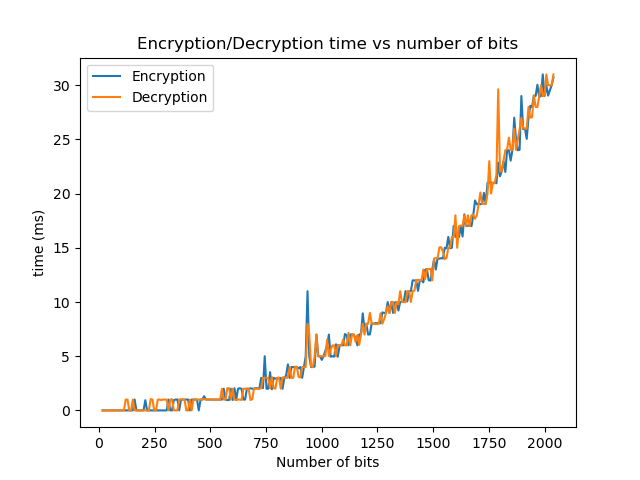 Encryption/Decryption time vs number of bits
Encryption
Decryption
30
25
20
15
10
5
0
time (ms)
0 250 500 750 1000 1250 1500 1750 2000
Number of bits